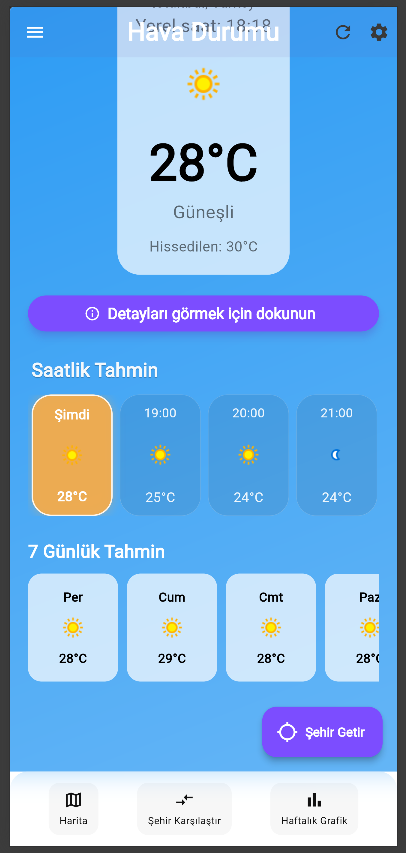 Hava Durumu
Yerel saat: 18:18
28°C
Güneşli
Hissedilen: 30°C
Detayları görmek için dokunun
Saatlik Tahmin
Şimdi 19:00 20:00 21:00
28°C 25°C 24°C 24°C
7 Günlük Tahmin
Per Cum Cmt Paz
28°C 29°C 28°C 28°C
Şehir Getir
Harita Şehir Karşılaştır Haftalık Grafik